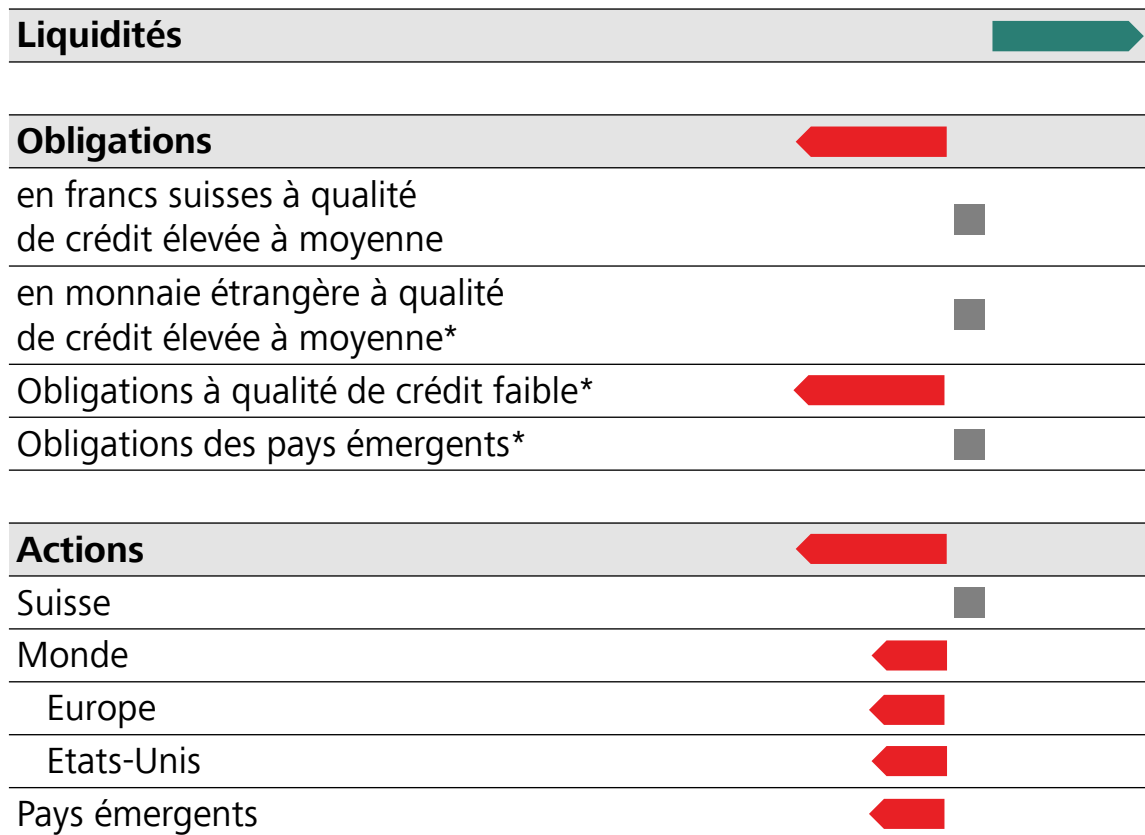 Liquidités
Obligations
en francs suisses à qualité
de crédit élevée à moyenne
en monnaie étrangère à qualité
de crédit élevée à moyenne*
Obligations à qualité de crédit faible*
Obligations des pays émergents*
Actions
Suisse
Monde
Europe
Etats-Unis
Pays émergents